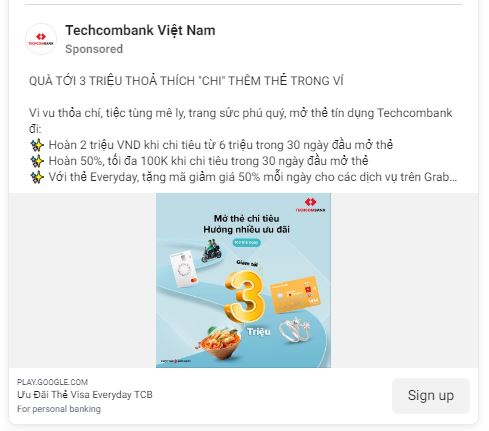 Techcombank Việt Nam
Sponsored
QUÀ TỚI 3 TRIỆU THOẢ THÍCH "CHI" THÊM THẺ TRONG VÍ
Vi vu thỏa chí, tiệc tùng mê ly, trang sức phú quý, mở thẻ tín dụng Techcombank
đi:
✨ Hoàn 2 triệu VND khi chi tiêu từ 6 triệu trong 30 ngày đầu mở thẻ
✨ Hoàn 50%, tối đa 100K khi chi tiêu trong 30 ngày đầu mở thẻ
✨ Với thẻ Everyday, tặng mã giảm giá 50% mỗi ngày cho các dịch vụ trên Grab...
TECHCOMBANK
Mở thẻ chi tiêu
Hưởng nhiều ưu đãi
Mở thẻ ngay
Giảm tới
3
Triệu
PLAY.GOOGLE.COM
Ưu Đãi Thẻ Visa Everyday TCB
For personal banking
Sign up